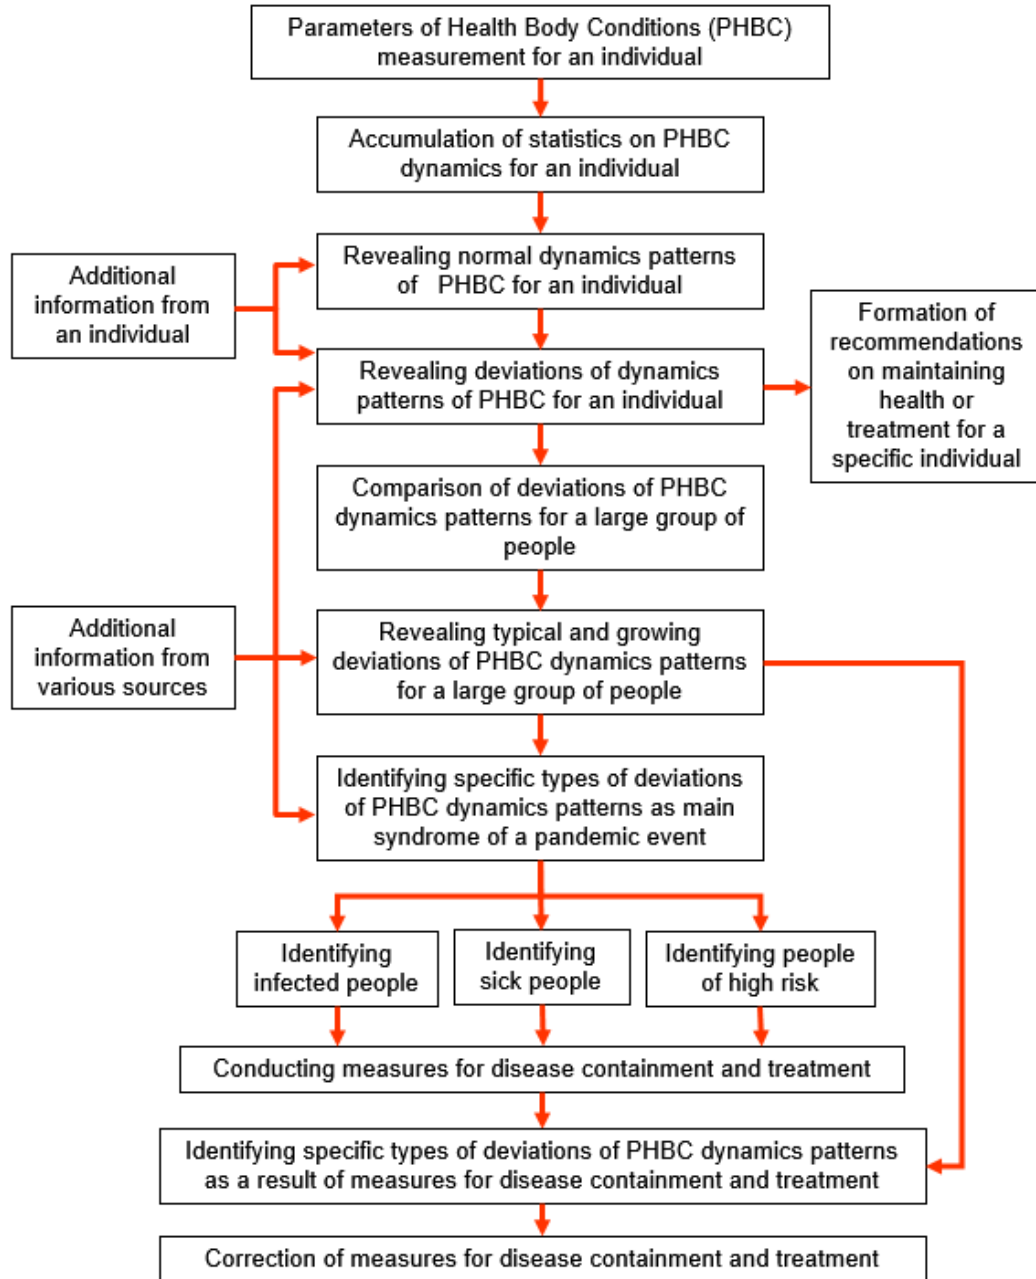 Parameters of Health Body Conditions (PHBC)
measurement for an individual
Accumulation of statistics on PHBC
dynamics for an individual
Revealing normal dynamics patterns
of PHBC for an individual
Additional
information from
an individual
Revealing deviations of dynamics
patterns of PHBC for an individual
Formation of
recommendations
on maintaining
health or
treatment for a
specific individual
Comparison of deviations of PHBC
dynamics patterns for a large group of
people
Additional
information from
various sources
Revealing typical and growing
deviations of PHBC dynamics patterns
for a large group of people
Identifying specific types of deviations
of PHBC dynamics patterns as main
syndrome of a pandemic event
Identifying
infected people
Identifying
sick people
Identifying people
of high risk
Conducting measures for disease containment and treatment
Identifying specific types of deviations of PHBC dynamics patterns
as a result of measures for disease containment and treatment
Correction of measures for disease containment and treatment